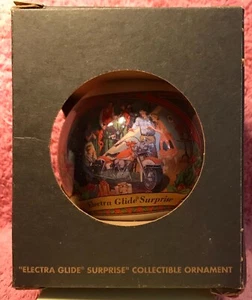 Electra Glide® Surprise
"ELECTRA GLIDE® SURPRISE" COLLECTIBLE ORNAMENT